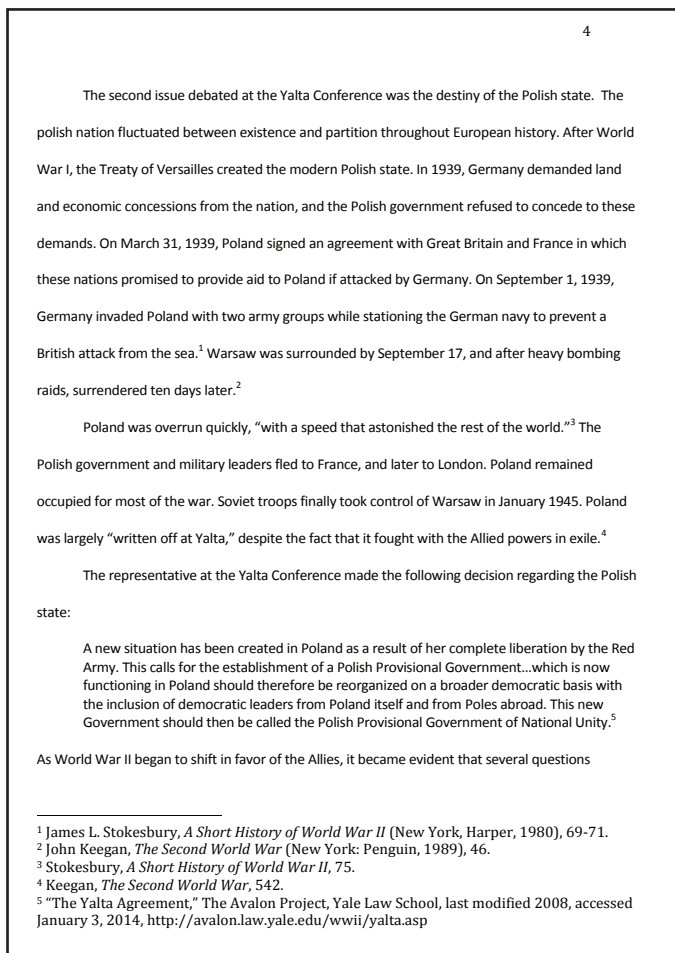 4
The second issue debated at the Yalta Conference was the destiny of the Polish state.  The
polish nation fluctuated between existence and partition throughout European history. After World
War I, the Treaty of Versailles created the modern Polish state. In 1939, Germany demanded land
and economic concessions from the nation, and the Polish government refused to concede to these
demands. On March 31, 1939, Poland signed an agreement with Great Britain and France in which
these nations promised to provide aid to Poland if attacked by Germany. On September 1, 1939,
Germany invaded Poland with two army groups while stationing the German navy to prevent a
British attack from the sea.¹ Warsaw was surrounded by September 17, and after heavy bombing
raids, surrendered ten days later.²
Poland was overrun quickly, “with a speed that astonished the rest of the world.”³ The
Polish government and military leaders fled to France, and later to London. Poland remained
occupied for most of the war. Soviet troops finally took control of Warsaw in January 1945. Poland
was largely “written off at Yalta,” despite the fact that it fought with the Allied powers in exile.⁴
The representative at the Yalta Conference made the following decision regarding the Polish
state:
A new situation has been created in Poland as a result of her complete liberation by the Red
Army. This calls for the establishment of a Polish Provisional Government…which is now
functioning in Poland should therefore be reorganized on a broader democratic basis with
the inclusion of democratic leaders from Poland itself and from Poles abroad. This new
Government should then be called the Polish Provisional Government of National Unity.⁵
As World War II began to shift in favor of the Allies, it became evident that several questions
¹ James L. Stokesbury, A Short History of World War II (New York, Harper, 1980), 69-71.
² John Keegan, The Second World War (New York: Penguin, 1989), 46.
³ Stokesbury, A Short History of World War II, 75.
⁴ Keegan, The Second World War, 542.
⁵ “The Yalta Agreement,” The Avalon Project, Yale Law School, last modified 2008, accessed
January 3, 2014, http://avalon.law.yale.edu/wwii/yalta.asp